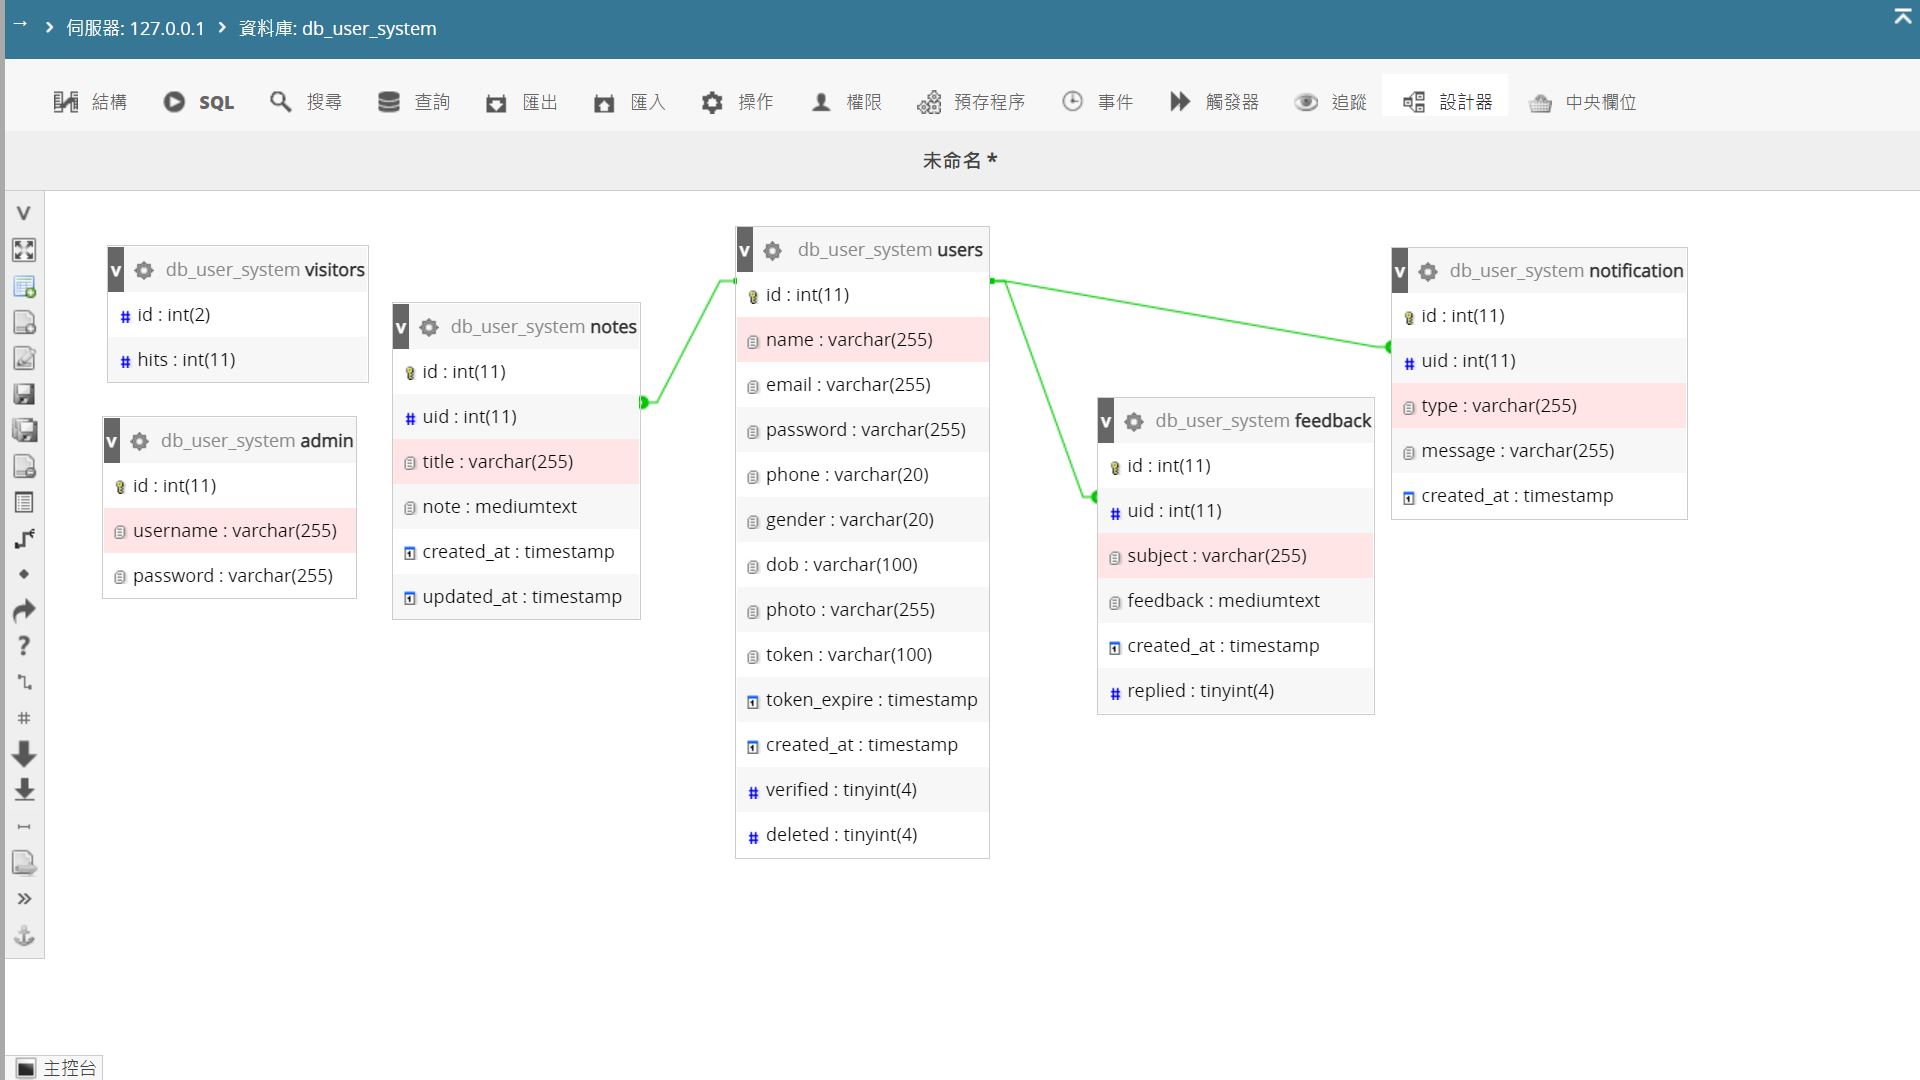 伺服器: 127.0.0.1 資料庫: db_user_system
結構 SQL 搜尋 查詢 匯出 匯入 操作 權限 預存程序 事件 觸發器 追蹤 設計器 中央欄位
未命名 *
v db_user_system visitors
id : int(2)
hits : int(11)
v db_user_system admin
id : int(11)
username : varchar(255)
password : varchar(255)
v db_user_system notes
id : int(11)
uid : int(11)
title : varchar(255)
note : mediumtext
created_at : timestamp
updated_at : timestamp
v db_user_system users
id : int(11)
name : varchar(255)
email : varchar(255)
password : varchar(255)
phone : varchar(20)
gender : varchar(20)
dob : varchar(100)
photo : varchar(255)
token : varchar(100)
token_expire : timestamp
created_at : timestamp
verified : tinyint(4)
deleted : tinyint(4)
v db_user_system feedback
id : int(11)
uid : int(11)
subject : varchar(255)
feedback : mediumtext
created_at : timestamp
replied : tinyint(4)
v db_user_system notification
id : int(11)
uid : int(11)
type : varchar(255)
message : varchar(255)
created_at : timestamp
主控台